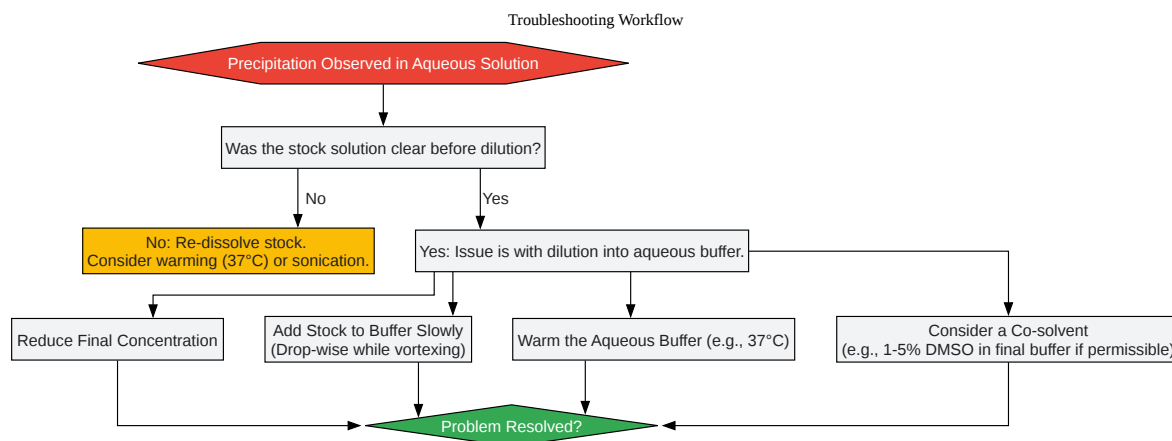 Troubleshooting Workflow
Precipitation Observed in Aqueous Solution
Was the stock solution clear before dilution?
No
Yes
No: Re-dissolve stock.
Consider warming (37°C) or sonication.
Yes: Issue is with dilution into aqueous buffer.
Reduce Final Concentration
Add Stock to Buffer Slowly
(Drop-wise while vortexing)
Warm the Aqueous Buffer (e.g., 37°C)
Consider a Co-solvent
(e.g., 1-5% DMSO in final buffer if permissible)
Problem Resolved?